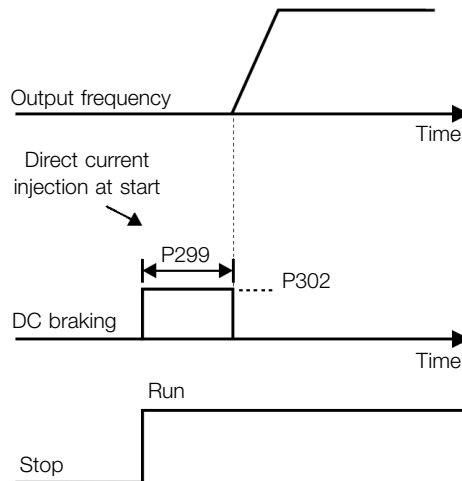 Output frequency
Time
Direct current
injection at start
P299
P302
DC braking
Time
Run
Stop